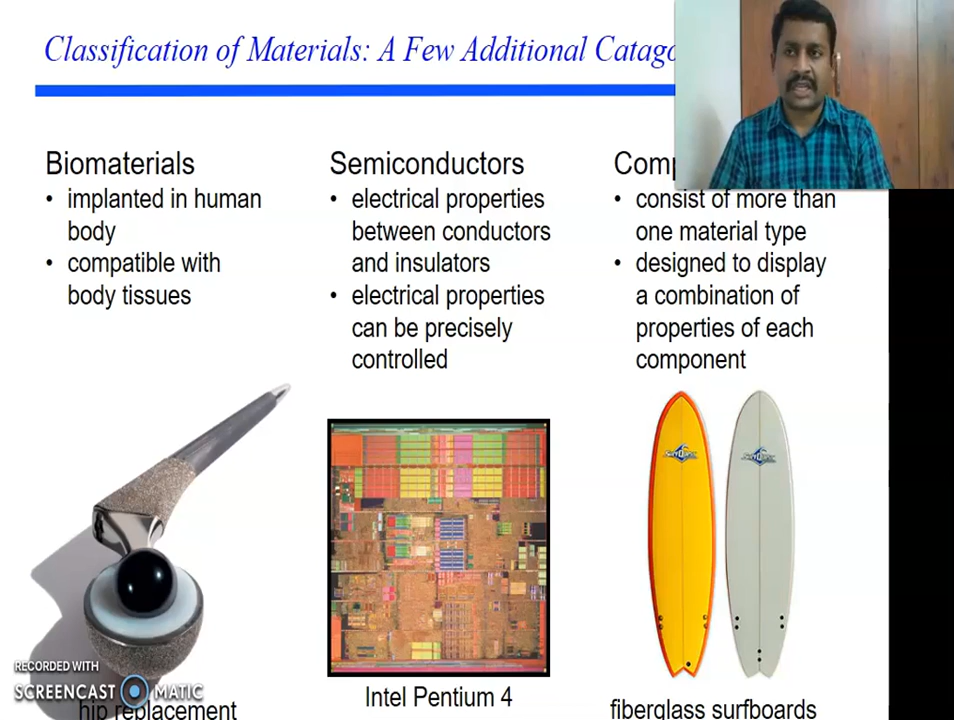 Classification of Materials: A Few Additional Catago
Biomaterials
• implanted in human
body
• compatible with
body tissues
Semiconductors
• electrical properties
between conductors
and insulators
• electrical properties
can be precisely
controlled
Comp
• consist of more than
one material type
• designed to display
a combination of
properties of each
component
RECORDED WITH
SCREENCAST MATIC
hip replacement
Intel Pentium 4
fiberglass surfboards